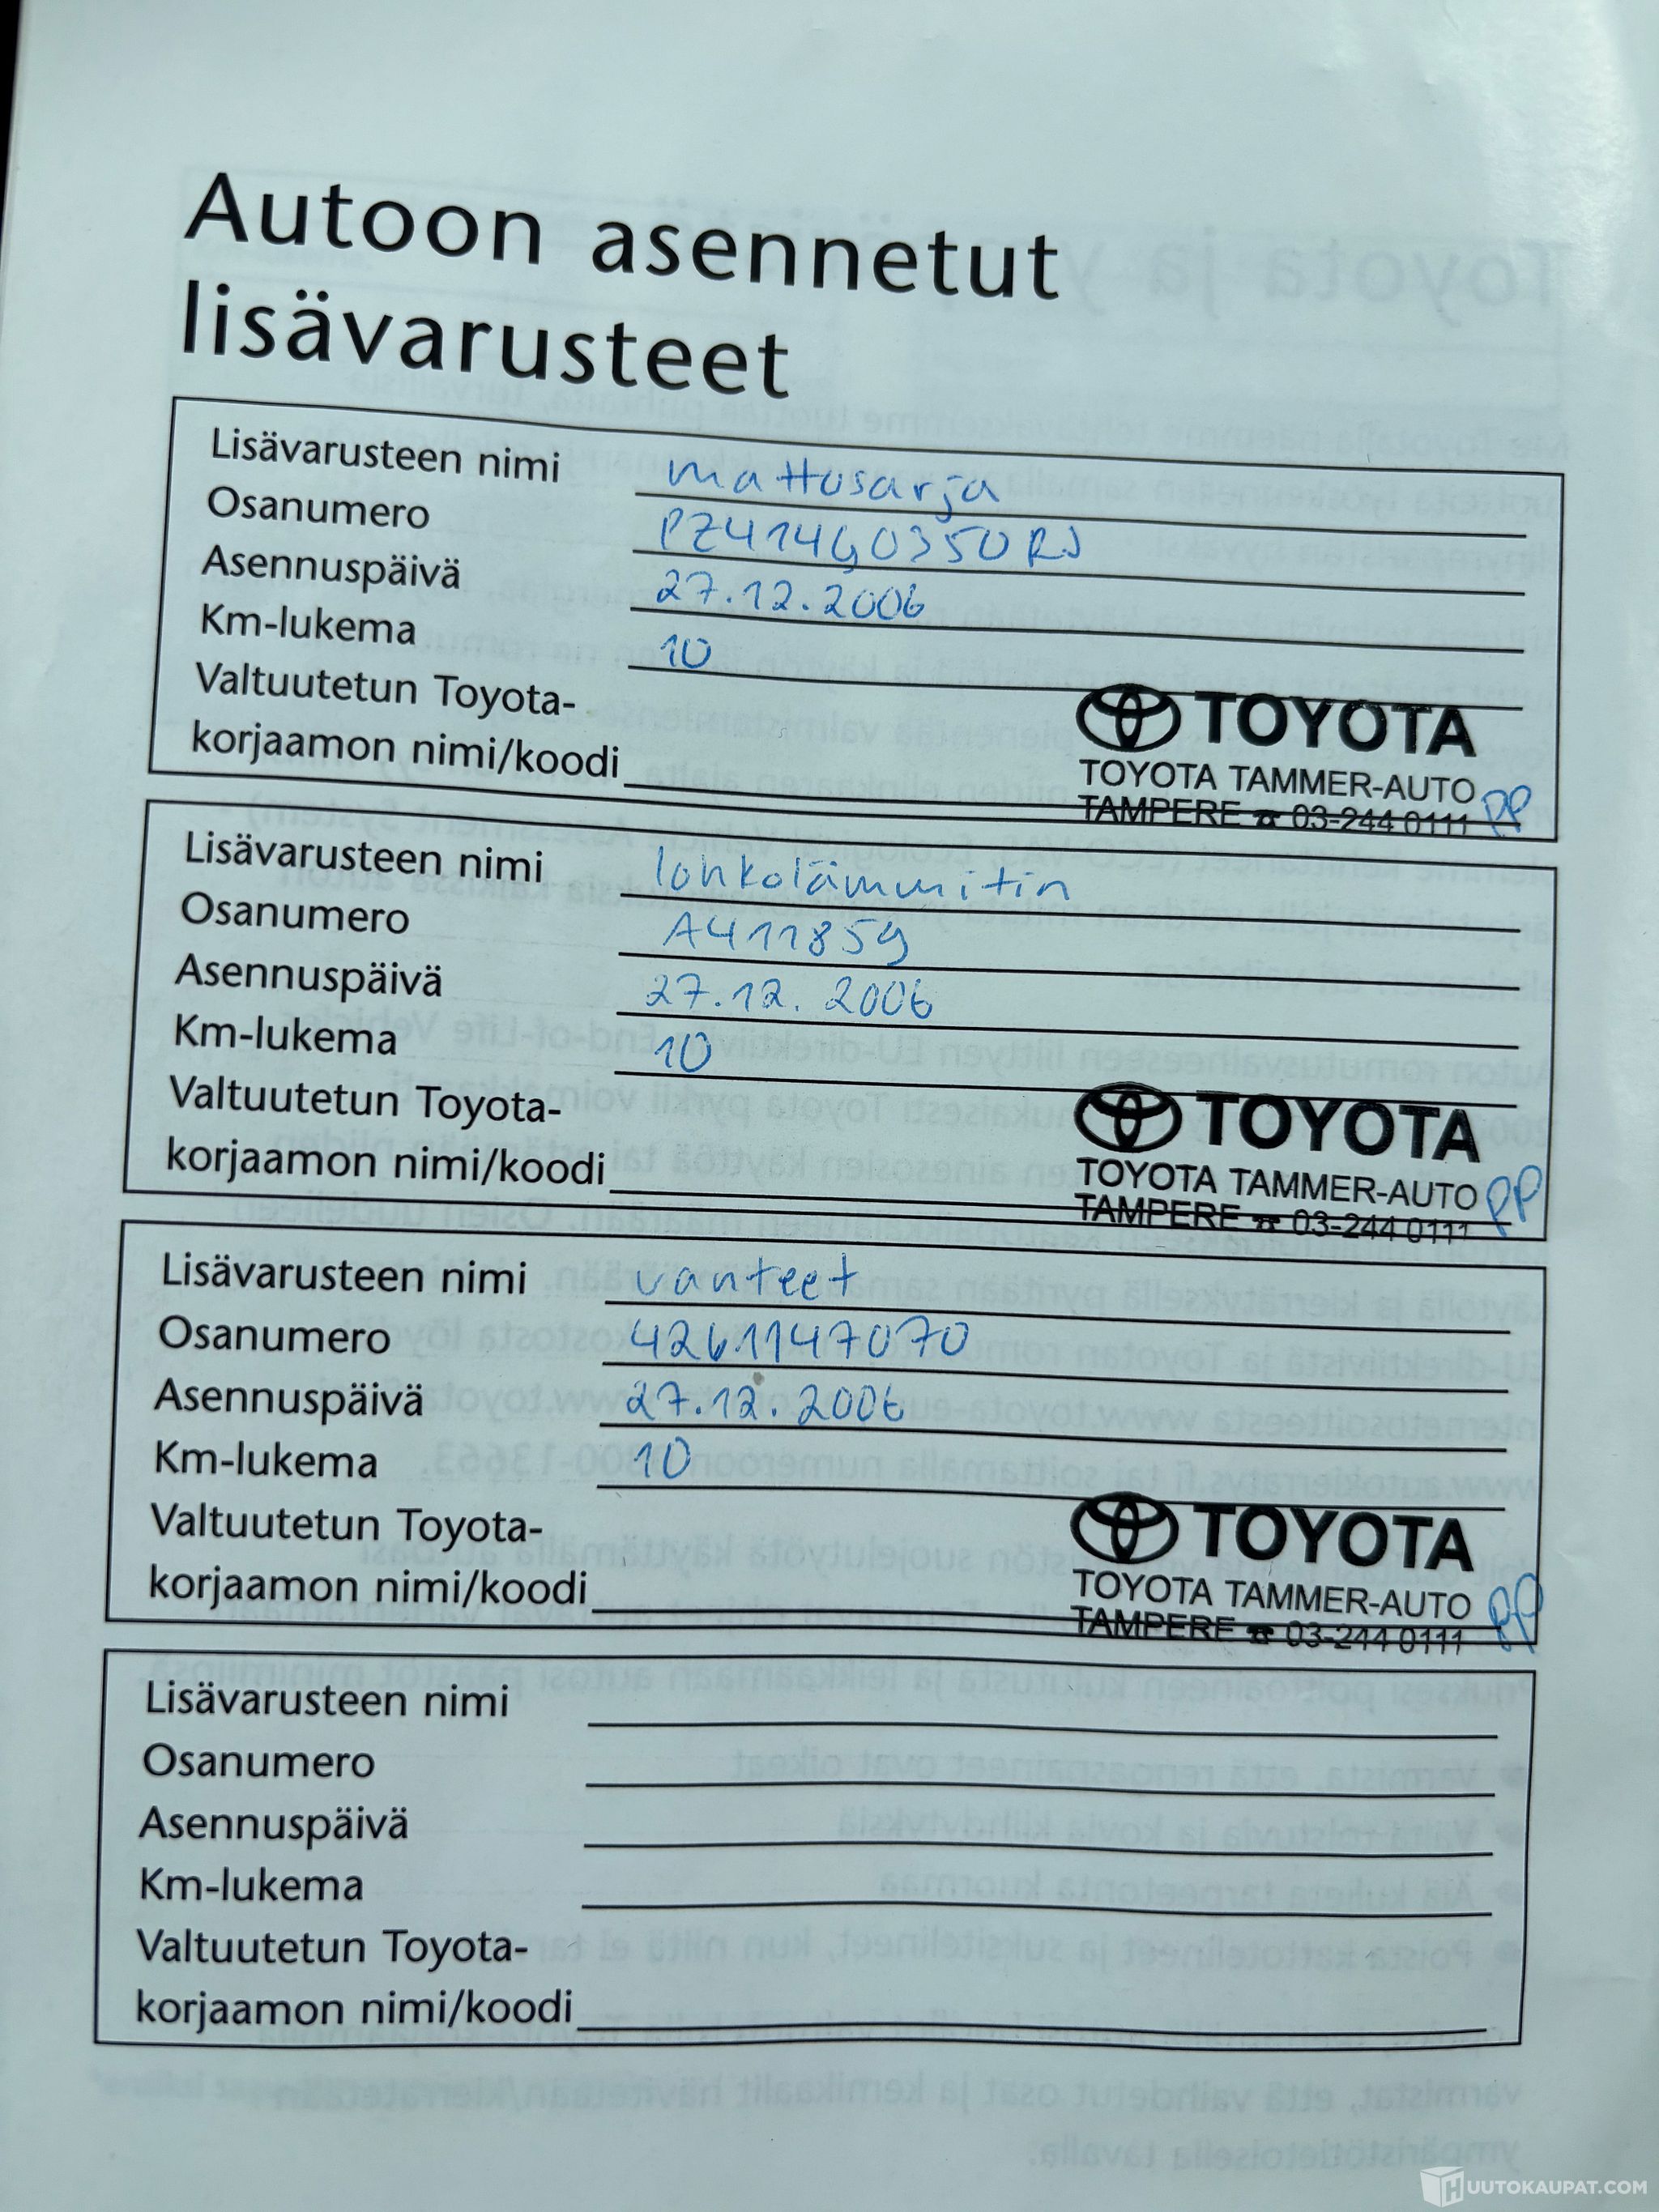 Autoon asennetut
lisävarusteet
Lisävarusteen nimi mattosarja
Osanumero PZ414G0350RJ
Asennuspäivä 27.12.2006
Km-lukema 10
Valtuutetun Toyota-
korjaamon nimi/koodi
TOYOTA
TOYOTA TAMMER-AUTO
TAMPERE ☎ 03-244 0111 PP
Lisävarusteen nimi lohkolämmitin
Osanumero A411859
Asennuspäivä 27.12.2006
Km-lukema 10
Valtuutetun Toyota-
korjaamon nimi/koodi
TOYOTA
TOYOTA TAMMER-AUTO
TAMPERE ☎ 03-244 0111 PP
Lisävarusteen nimi vanteet
Osanumero 4261147070
Asennuspäivä 27.12.2006
Km-lukema 10
Valtuutetun Toyota-
korjaamon nimi/koodi
TOYOTA
TOYOTA TAMMER-AUTO
TAMPERE ☎ 03-244 0111 PP
Lisävarusteen nimi
Osanumero
Asennuspäivä
Km-lukema
Valtuutetun Toyota-
korjaamon nimi/koodi
HUUTOKAUPAT.COM